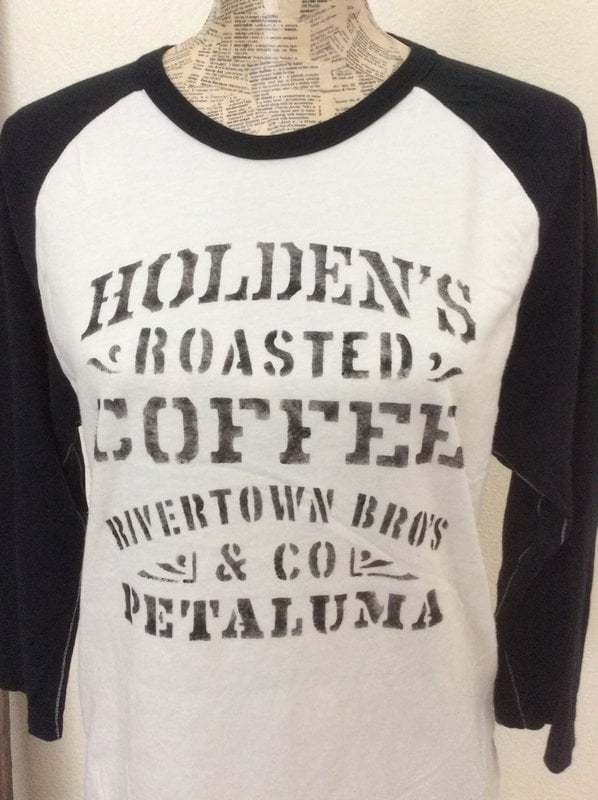 HOLDEN'S
ROASTED
COFFEE
RIVERTOWN BRO'S
& CO
PETALUMA